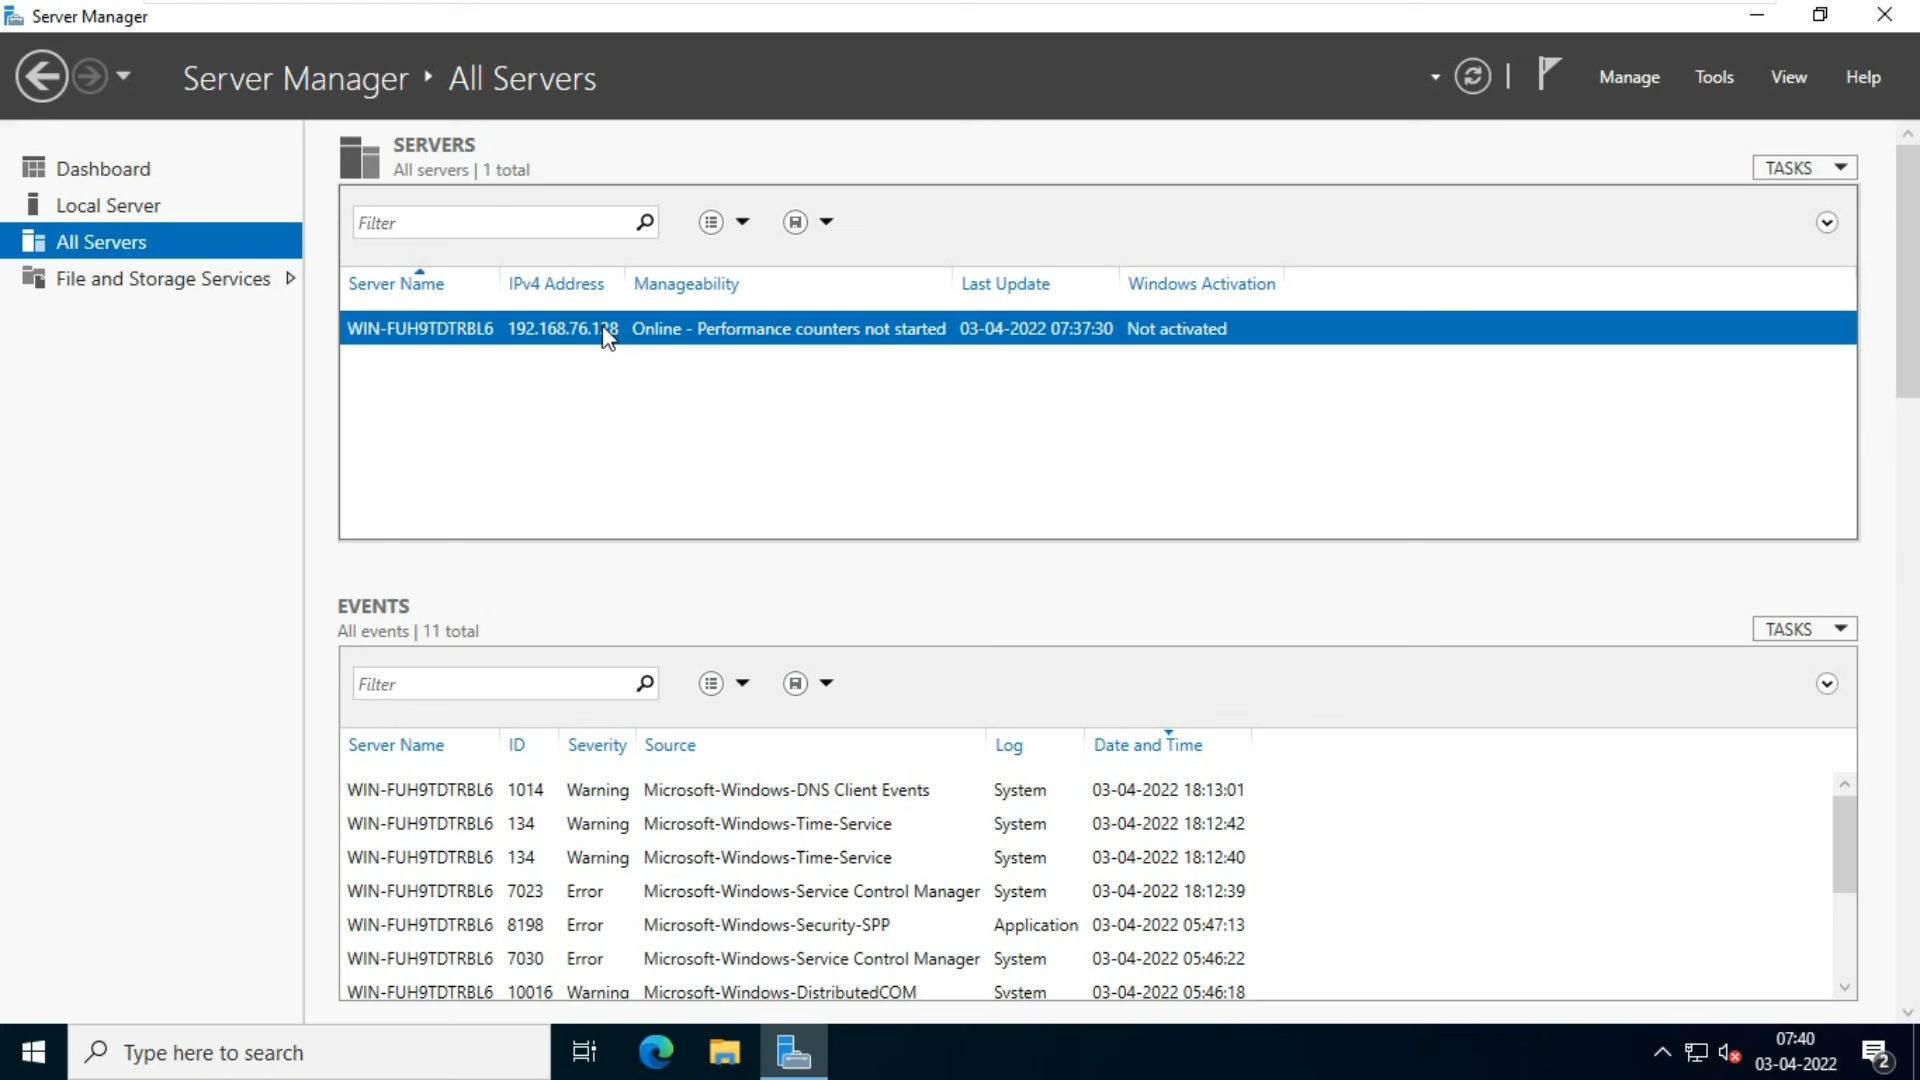 Server Manager
Server Manager ‣ All Servers
Manage Tools View Help
Dashboard
Local Server
All Servers
File and Storage Services
SERVERS
All servers | 1 total
TASKS
Filter
Server Name IPv4 Address Manageability Last Update Windows Activation
WIN-FUH9TDTRBL6 192.168.76.128 Online - Performance counters not started 03-04-2022 07:37:30 Not activated
EVENTS
All events | 11 total
TASKS
Filter
Server Name ID Severity Source Log Date and Time
WIN-FUH9TDTRBL6 1014 Warning Microsoft-Windows-DNS Client Events System 03-04-2022 18:13:01
WIN-FUH9TDTRBL6 134 Warning Microsoft-Windows-Time-Service System 03-04-2022 18:12:42
WIN-FUH9TDTRBL6 134 Warning Microsoft-Windows-Time-Service System 03-04-2022 18:12:40
WIN-FUH9TDTRBL6 7023 Error Microsoft-Windows-Service Control Manager System 03-04-2022 18:12:39
WIN-FUH9TDTRBL6 8198 Error Microsoft-Windows-Security-SPP Application 03-04-2022 05:47:13
WIN-FUH9TDTRBL6 7030 Error Microsoft-Windows-Service Control Manager System 03-04-2022 05:46:22
WIN-FUH9TDTRBL6 10016 Warning Microsoft-Windows-DistributedCOM System 03-04-2022 05:46:18
Type here to search
07:40
03-04-2022
2